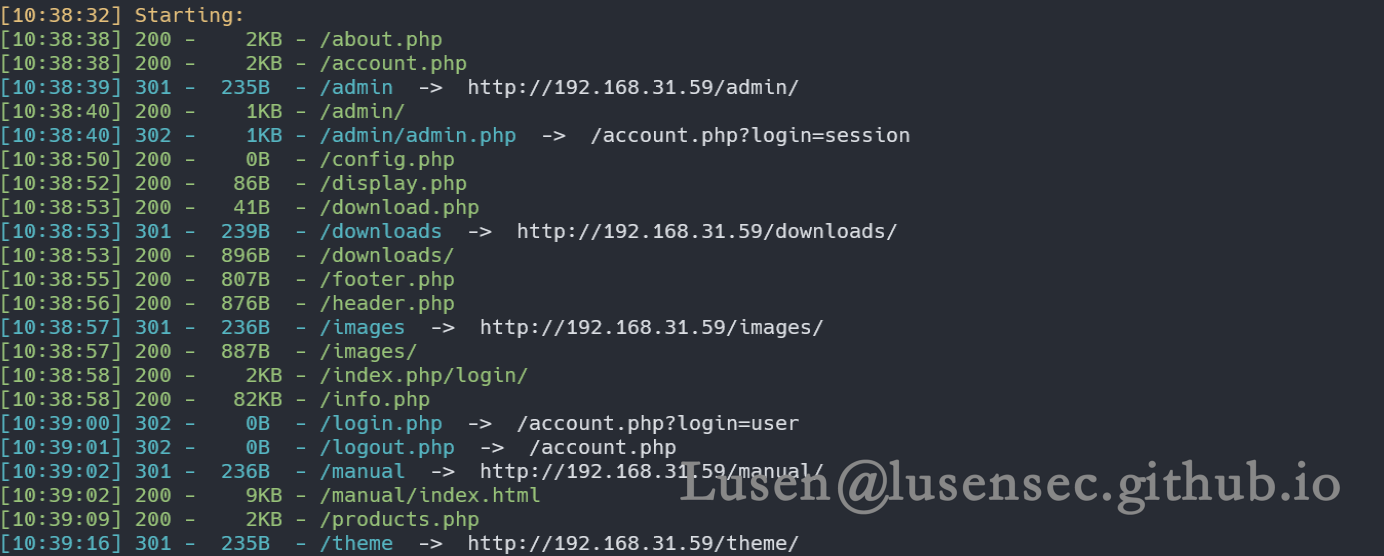 [10:38:32] Starting:
[10:38:38] 200 -    2KB - /about.php
[10:38:38] 200 -    2KB - /account.php
[10:38:39] 301 -  235B  - /admin  ->  http://192.168.31.59/admin/
[10:38:40] 200 -    1KB - /admin/
[10:38:40] 302 -    1KB - /admin/admin.php  ->  /account.php?login=session
[10:38:50] 200 -    0B  - /config.php
[10:38:52] 200 -   86B  - /display.php
[10:38:53] 200 -   41B  - /download.php
[10:38:53] 301 -  239B  - /downloads  ->  http://192.168.31.59/downloads/
[10:38:53] 200 -  896B  - /downloads/
[10:38:55] 200 -  807B  - /footer.php
[10:38:56] 200 -  876B  - /header.php
[10:38:57] 301 -  236B  - /images  ->  http://192.168.31.59/images/
[10:38:57] 200 -  887B  - /images/
[10:38:58] 200 -    2KB - /index.php/login/
[10:38:58] 200 -   82KB - /info.php
[10:39:00] 302 -    0B  - /login.php  ->  /account.php?login=user
[10:39:01] 302 -    0B  - /logout.php  ->  /account.php
[10:39:02] 301 -  236B  - /manual  ->  http://192.168.31.59/manual/
Lusen@lusensec.github.io
[10:39:02] 200 -    9KB - /manual/index.html
[10:39:09] 200 -    2KB - /products.php
[10:39:16] 301 -  235B  - /theme  ->  http://192.168.31.59/theme/